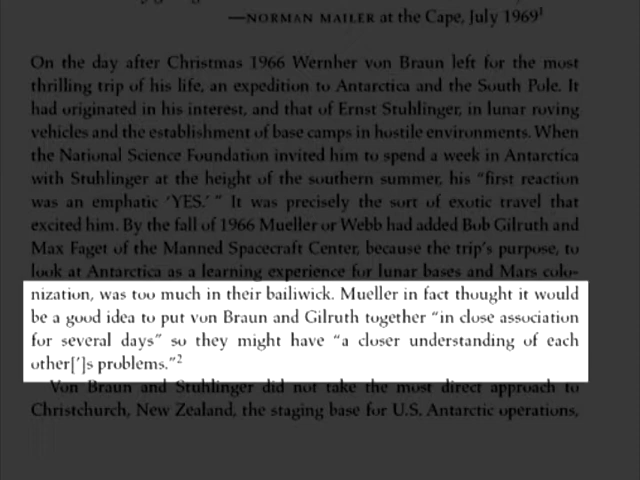 —NORMAN MAILER at the Cape, July 1969¹
On the day after Christmas 1966 Wernher von Braun left for the most
thrilling trip of his life, an expedition to Antarctica and the South Pole. It
had originated in his interest, and that of Ernst Stuhlinger, in lunar roving
vehicles and the establishment of base camps in hostile environments. When
the National Science Foundation invited him to spend a week in Antarctica
with Stuhlinger at the height of the southern summer, his “first reaction
was an emphatic ‘YES.’ ” It was precisely the sort of exotic travel that
excited him. By the fall of 1966 Mueller or Webb had added Bob Gilruth and
Max Faget of the Manned Spacecraft Center, because the trip’s purpose, to
look at Antarctica as a learning experience for lunar bases and Mars colo-
nization, was too much in their bailiwick. Mueller in fact thought it would
be a good idea to put von Braun and Gilruth together “in close association
for several days” so they might have “a closer understanding of each
other[’]s problems.”²
Von Braun and Stuhlinger did not take the most direct approach to
Christchurch, New Zealand, the staging base for U.S. Antarctic operations,